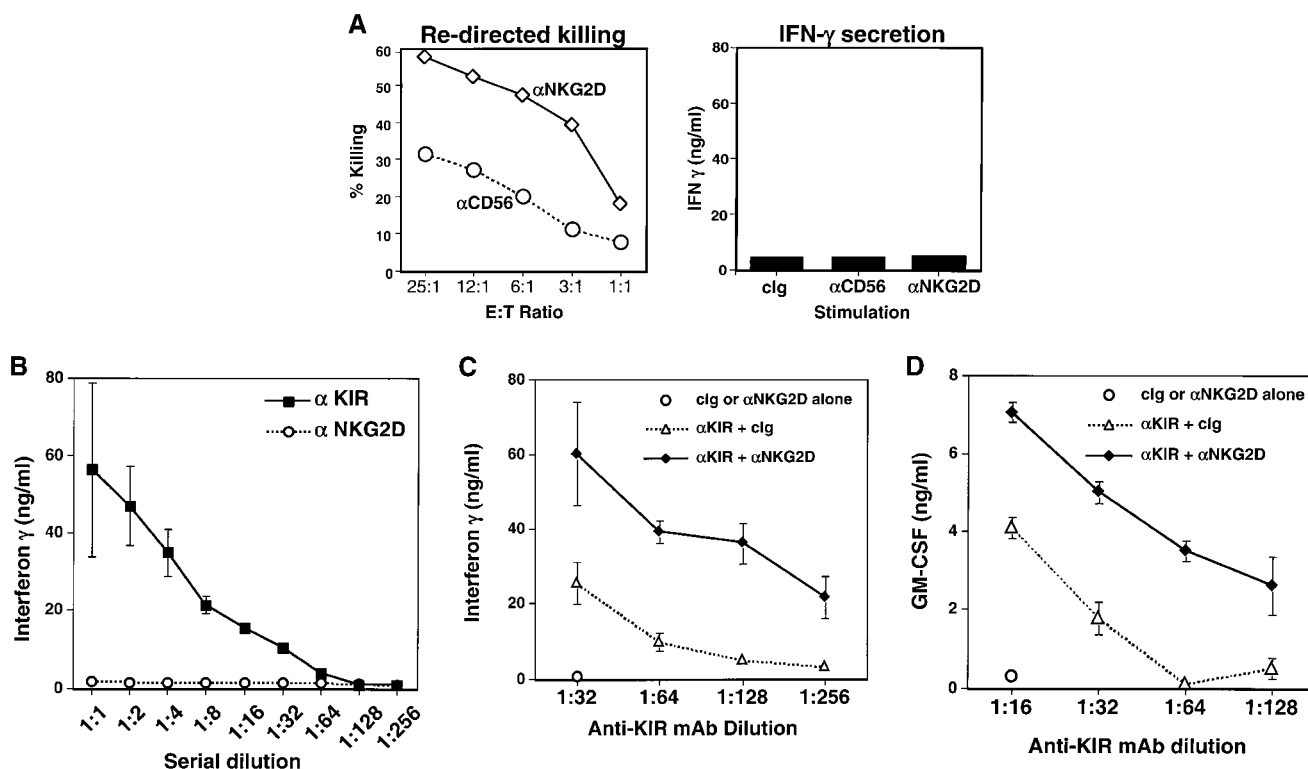 A
Re-directed killing
60
50
40
30
20
10
0
% Killing
αNKG2D
αCD56
25:1 12:1 6:1 3:1 1:1
E:T Ratio
IFN-γ secretion
80
60
40
20
0
IFN γ (ng/ml)
cIg αCD56 αNKG2D
Stimulation
B
80
60
40
20
0
Interferon γ (ng/ml)
α KIR
α NKG2D
1:1 1:2 1:4 1:8 1:16 1:32 1:64 1:128 1:256
Serial dilution
C
80
60
40
20
0
Interferon γ (ng/ml)
cIg or αNKG2D alone
αKIR + cIg
αKIR + αNKG2D
1:32 1:64 1:128 1:256
Anti-KIR mAb Dilution
D
8
6
4
2
0
GM-CSF (ng/ml)
cIg or αNKG2D alone
αKIR + cIg
αKIR + αNKG2D
1:16 1:32 1:64 1:128
Anti-KIR mAb dilution